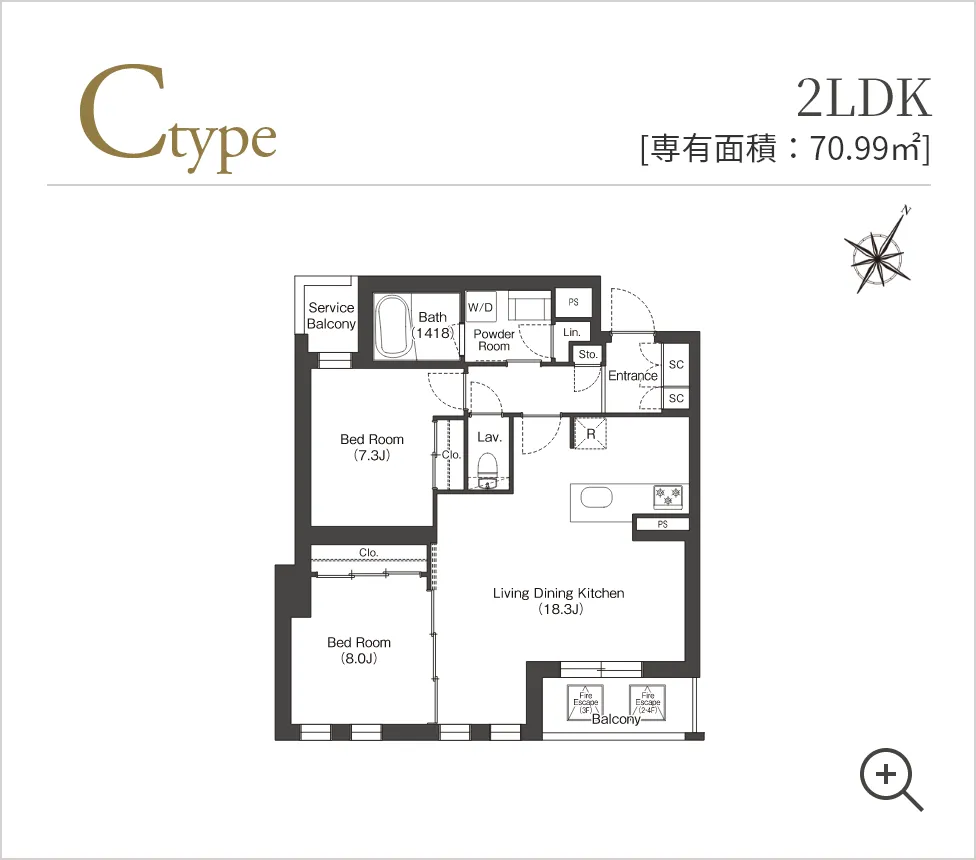 C type
2LDK
[専有面積：70.99㎡]
N
Service
Balcony
Bath
(1418)
W/D
Powder
Room
PS
Lin.
Sto.
Entrance
SC
SC
Bed Room
(7.3J)
Clo.
Lav.
R
PS
Clo.
Living Dining Kitchen
(18.3J)
Bed Room
(8.0J)
Fire
Escape
(3F)
Fire
Escape
(2·4F)
Balcony